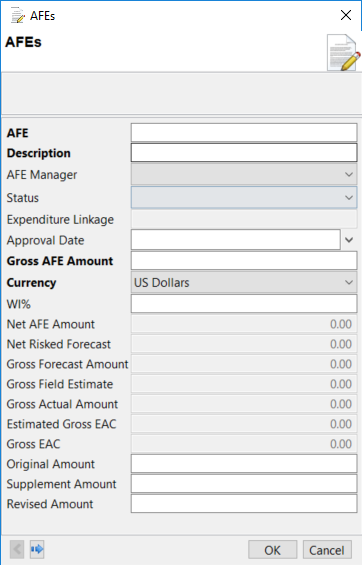 AFEs
AFEs
AFE
Description
AFE Manager
Status
Expenditure Linkage
Approval Date
Gross AFE Amount
Currency US Dollars
WI%
Net AFE Amount 0.00
Net Risked Forecast 0.00
Gross Forecast Amount 0.00
Gross Field Estimate 0.00
Gross Actual Amount 0.00
Estimated Gross EAC 0.00
Gross EAC 0.00
Original Amount
Supplement Amount
Revised Amount
OK Cancel